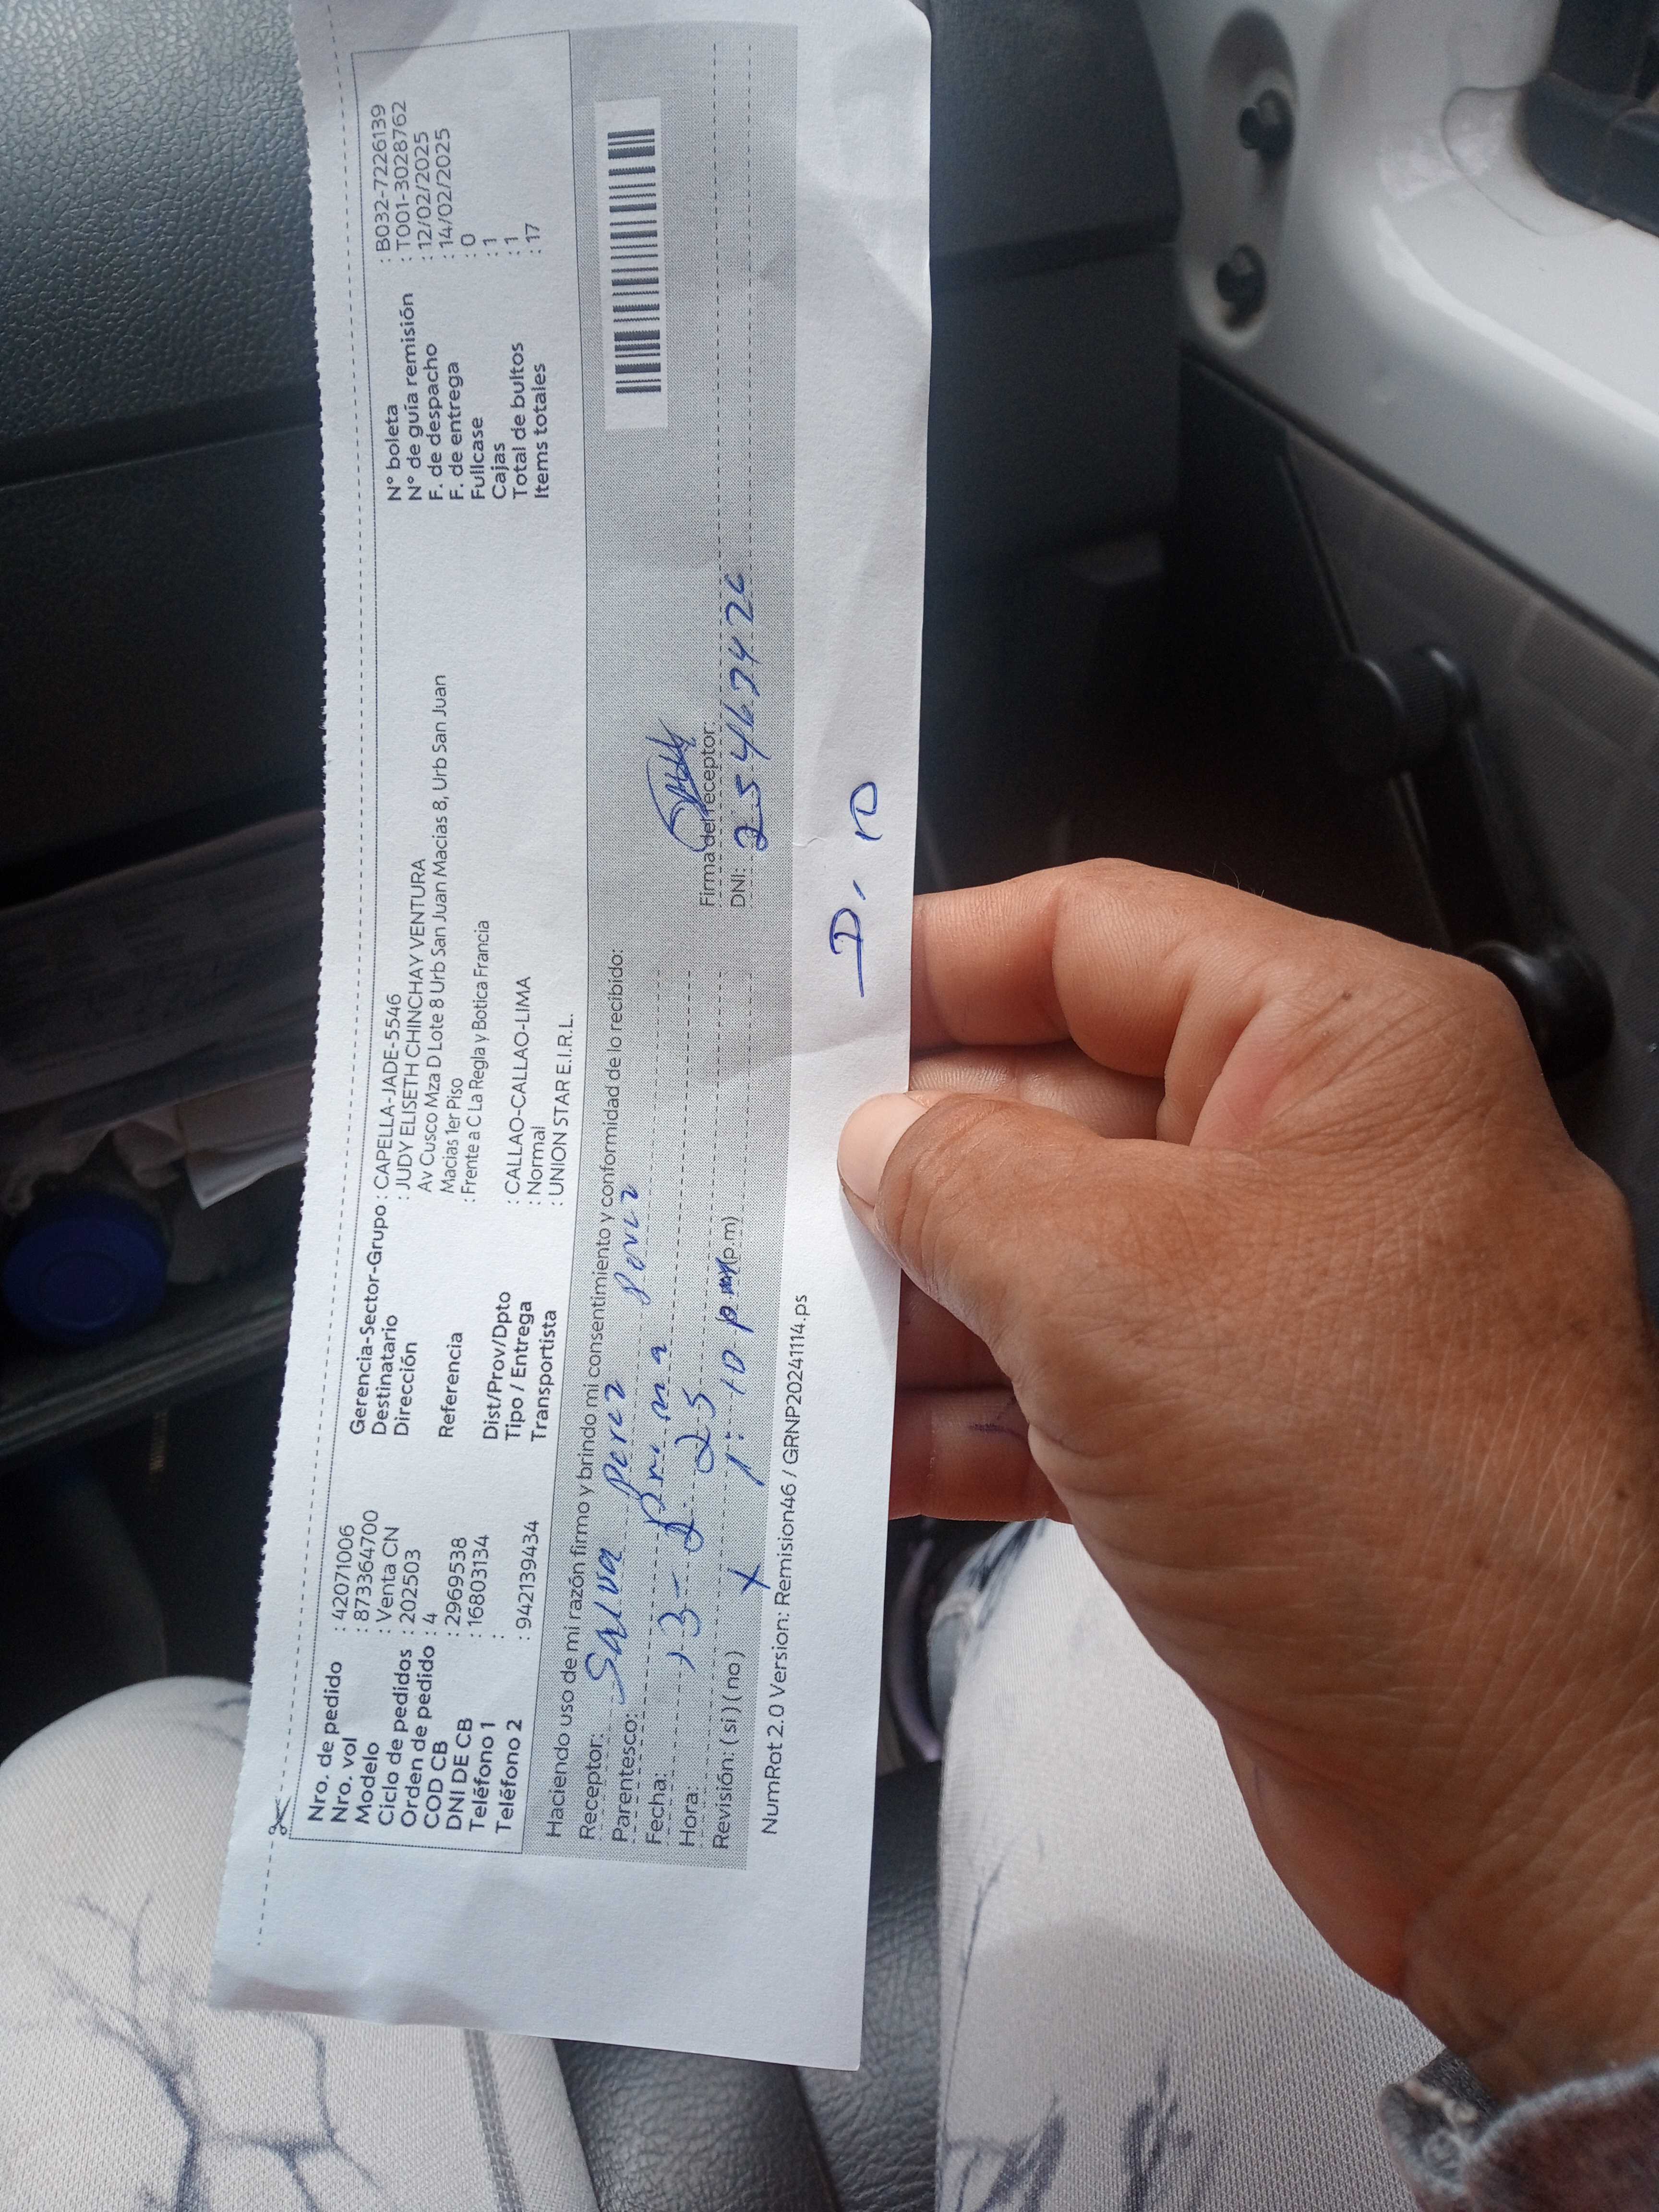 Nro. de pedido : 42071006
Nro. vol : 873364700
Modelo : Venta CN
Ciclo de pedidos : 202503
Orden de pedido : 4
COD CB : 2969538
DNI DE CB : 16803134
Teléfono 1 :
Teléfono 2 : 942139434
Gerencia-Sector-Grupo : CAPELLA-JADE-5546
Destinatario : JUDY ELISETH CHINCHAY VENTURA
Dirección Av Cusco Mza D Lote 8 Urb San Juan Macias 8, Urb San Juan
Macias 1er Piso
Referencia : Frente a C La Regla y Botica Francia
Dist/Prov/Dpto : CALLAO-CALLAO-LIMA
Tipo / Entrega : Normal
Transportista : UNION STAR E.I.R.L.
N° boleta : B032-7226139
N° de guía remisión : T001-3028762
F. de despacho : 12/02/2025
F. de entrega : 14/02/2025
Fullcase : 0
Cajas : 1
Total de bultos : 1
Items totales : 17
Haciendo uso de mi razón firmo y brindo mi consentimiento y conformidad de lo recibido:
Receptor: Perez
Parentesco: Prima
Fecha: 13-2-25
Hora: 1:10 p.m (p.m)
Revisión: ( si ) ( no ) X
Firma del receptor:
DNI:
NumRot 2.0 Version: Remision46 / GRNP20241114.ps